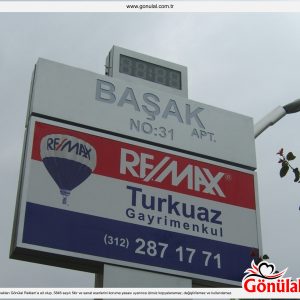 www.gonulal.com.tr
BAŞAK
NO:31 APT.
RE/MAX
RE/MAX®
Turkuaz
Gayrimenkul
(312) 287 17 71
Gönülal